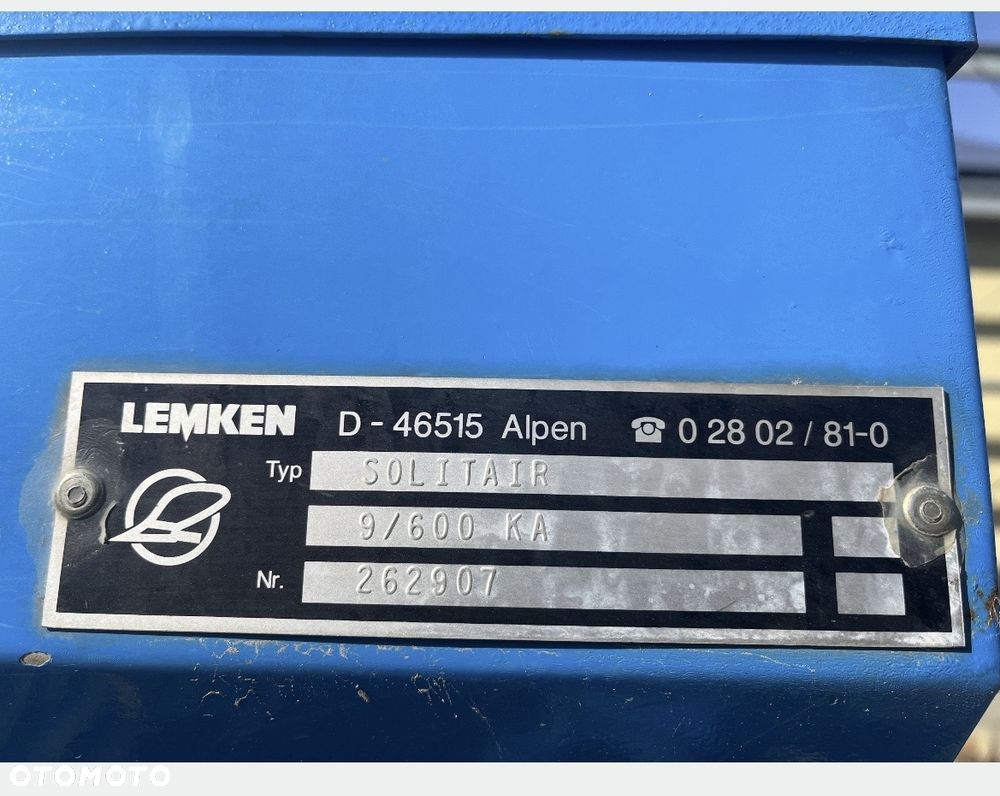 LEMKEN D - 46515 Alpen ☎ 0 28 02 / 81-0
Typ SOLITAIR
9/600 KA
Nr. 262907
OTOMOTO